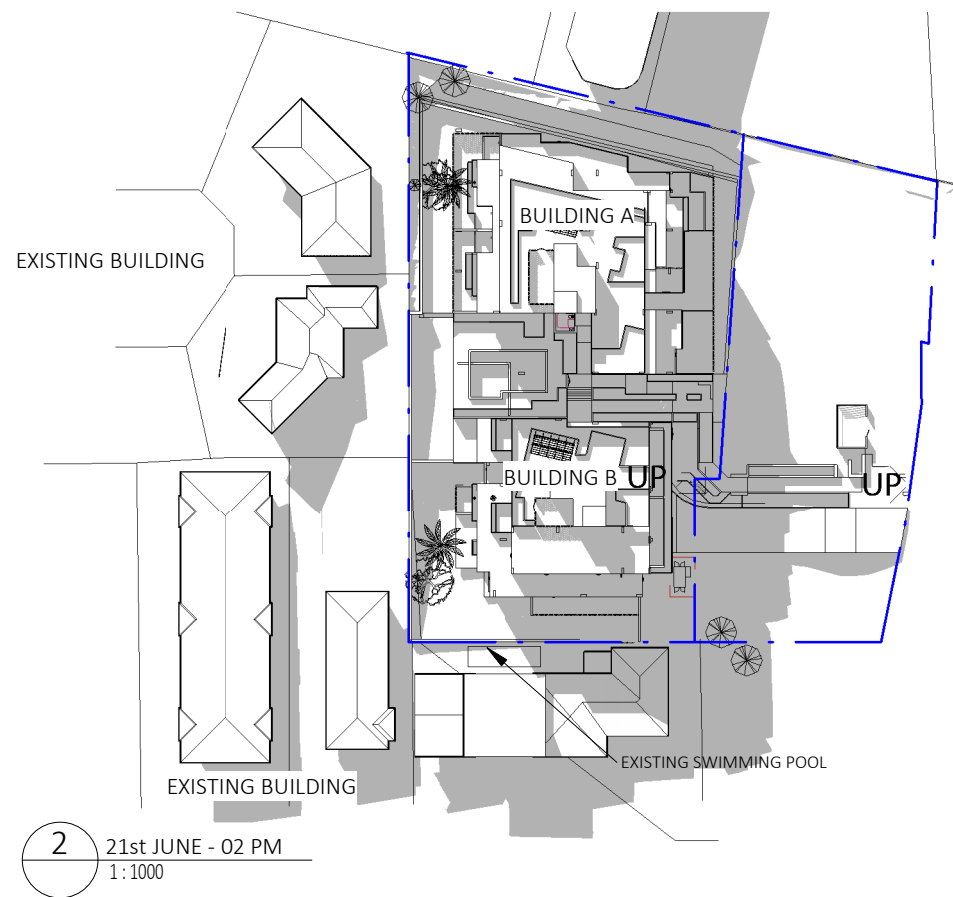 BUILDING A
EXISTING BUILDING
BUILDING B
UP
UP
EXISTING SWIMMING POOL
EXISTING BUILDING
2
21st JUNE - 02 PM
1 : 1000